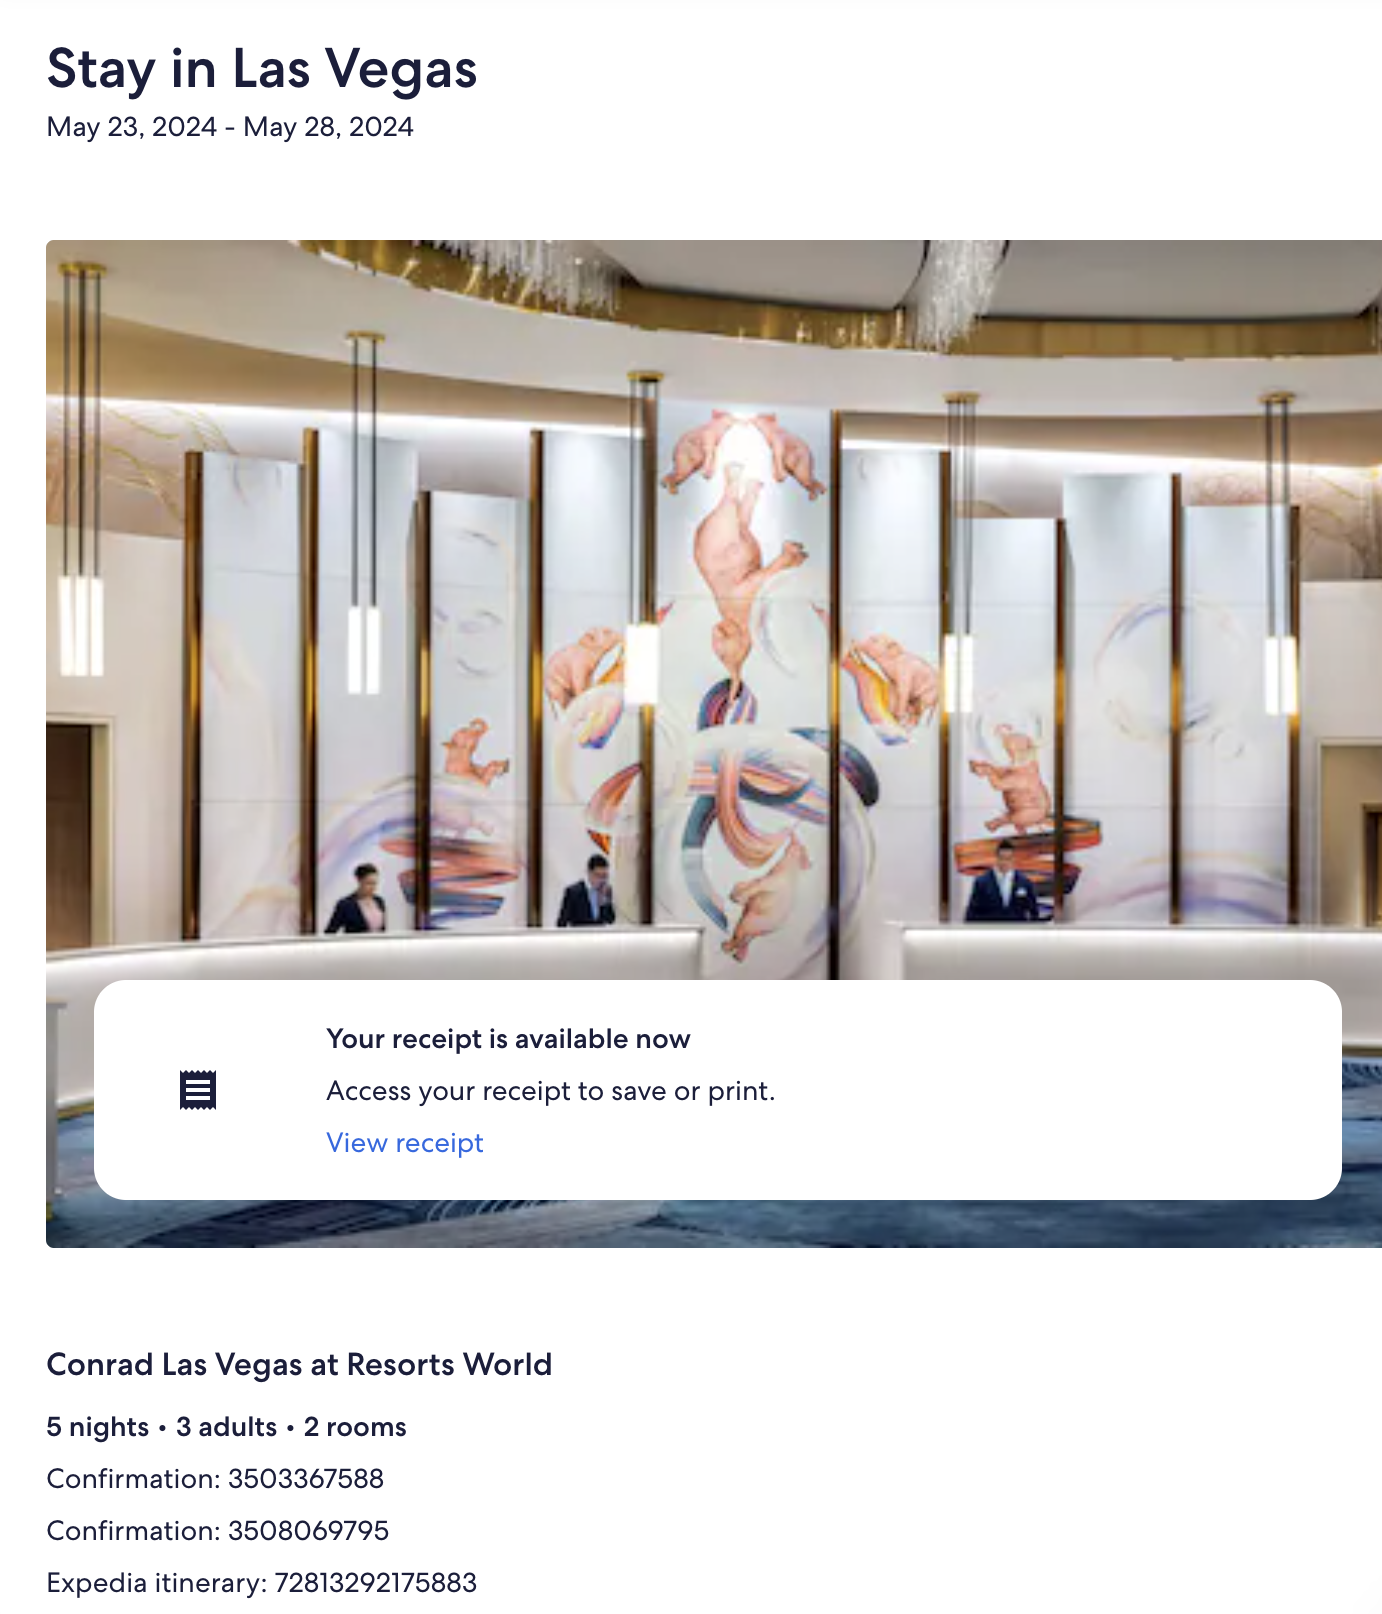 Stay in Las Vegas
May 23, 2024 - May 28, 2024
Your receipt is available now
Access your receipt to save or print.
View receipt
Conrad Las Vegas at Resorts World
5 nights • 3 adults • 2 rooms
Confirmation: 3503367588
Confirmation: 3508069795
Expedia itinerary: 72813292175883